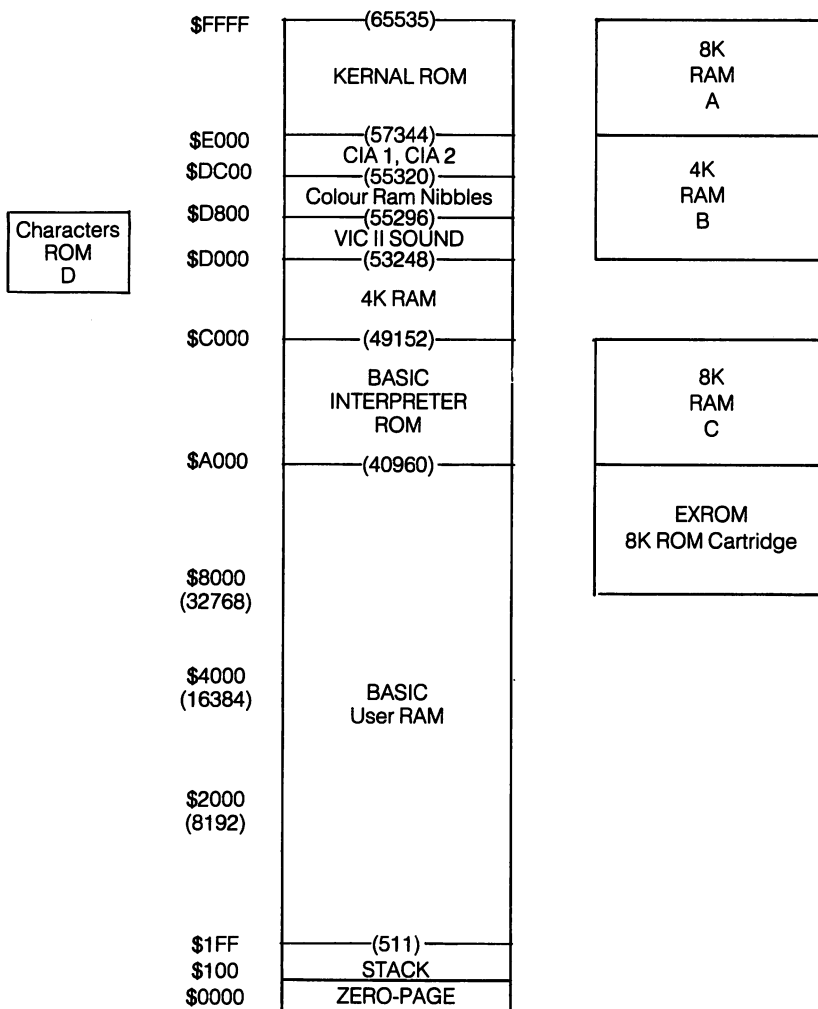 $FFFF
(65535)
KERNAL ROM
8K
RAM
A
$E000
(57344)
CIA 1, CIA 2
$DC00
(55320)
Colour Ram Nibbles
$D800
(55296)
VIC II SOUND
$D000
(53248)
4K
RAM
B
Characters
ROM
D
4K RAM
$C000
(49152)
BASIC
INTERPRETER
ROM
8K
RAM
C
$A000
(40960)
EXROM
8K ROM Cartridge
$8000
(32768)
$4000
(16384)
BASIC
User RAM
$2000
(8192)
$1FF
(511)
$100
STACK
$0000
ZERO-PAGE